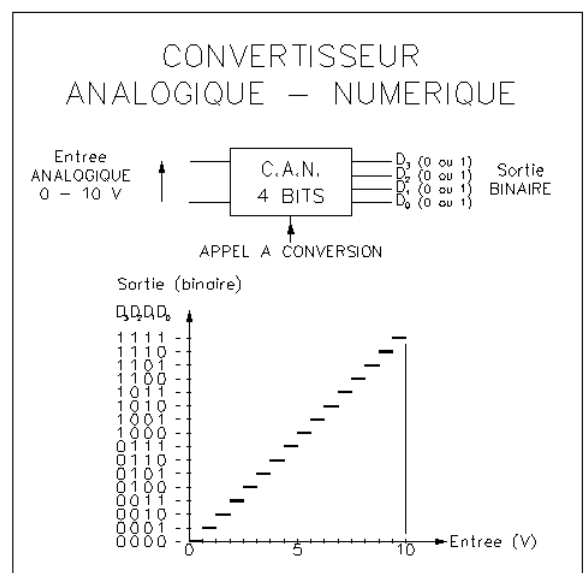 CONVERTISSEUR
ANALOGIQUE - NUMERIQUE
Entree
ANALOGIQUE
0 - 10 V
C.A.N.
4 BITS
D3 (0 ou 1)
D2 (0 ou 1)
D1 (0 ou 1)
D0 (0 ou 1)
Sortie
BINAIRE
APPEL A CONVERSION
Sortie (binaire)
D3D2D1D0
1111
1110
1101
1100
1011
1010
1001
1000
0111
0110
0101
0100
0011
0010
0001
0000
0 5 10
Entree (V)